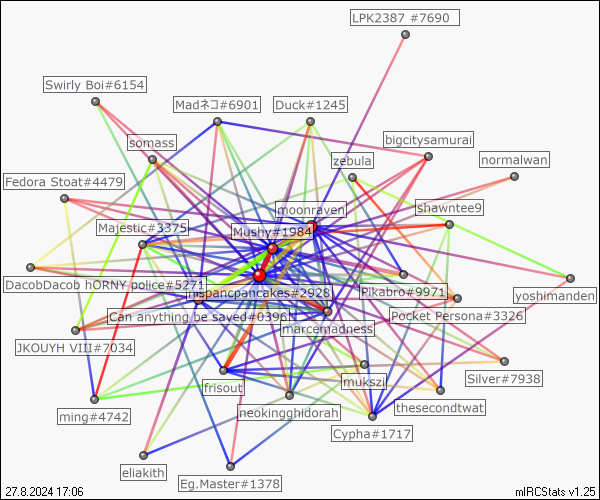 LPK2387 #7690
Swirly Boi#6154
Madネコ#6901
Duck#1245
somass
bigcitysamurai
zebula
normalwan
Fedora Stoat#4479
moonraven
shawntee9
Majestic#3375
Mushy#1984
DacobDacob hORNY police#5271
mspancpancakes#2928
Pikabro#9971
yoshimanden
Can anything be saved#0396
Pocket Persona#3326
marcemadness
JKOUYH VIII#7034
frisout
mukszi
Silver#7938
ming#4742
neokingghidorah
thesecondtwat
Cypha#1717
eliakith
Eg.Master#1378
27.8.2024 17:06
mIRCStats v1.25